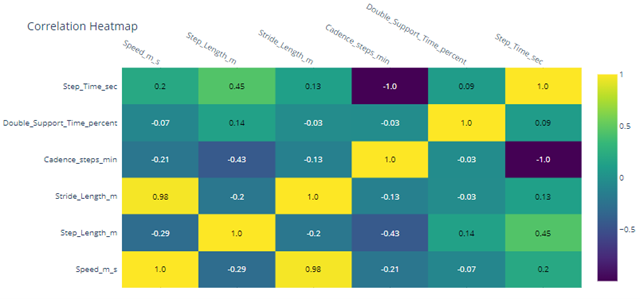 Correlation Heatmap
Speed_m_s
Step_Length_m
Stride_Length_m
Cadence_steps_min
Double_Support_Time_percent
Step_Time_sec
Step_Time_sec 0.2 0.45 0.13 -1.0 0.09 1.0
Double_Support_Time_percent -0.07 0.14 -0.03 -0.03 1.0 0.09
Cadence_steps_min -0.21 -0.43 -0.13 1.0 -0.03 -1.0
Stride_Length_m 0.98 -0.2 1.0 -0.13 -0.03 0.13
Step_Length_m -0.29 1.0 -0.2 -0.43 0.14 0.45
Speed_m_s 1.0 -0.29 0.98 -0.21 -0.07 0.2
1
0.5
0
−0.5